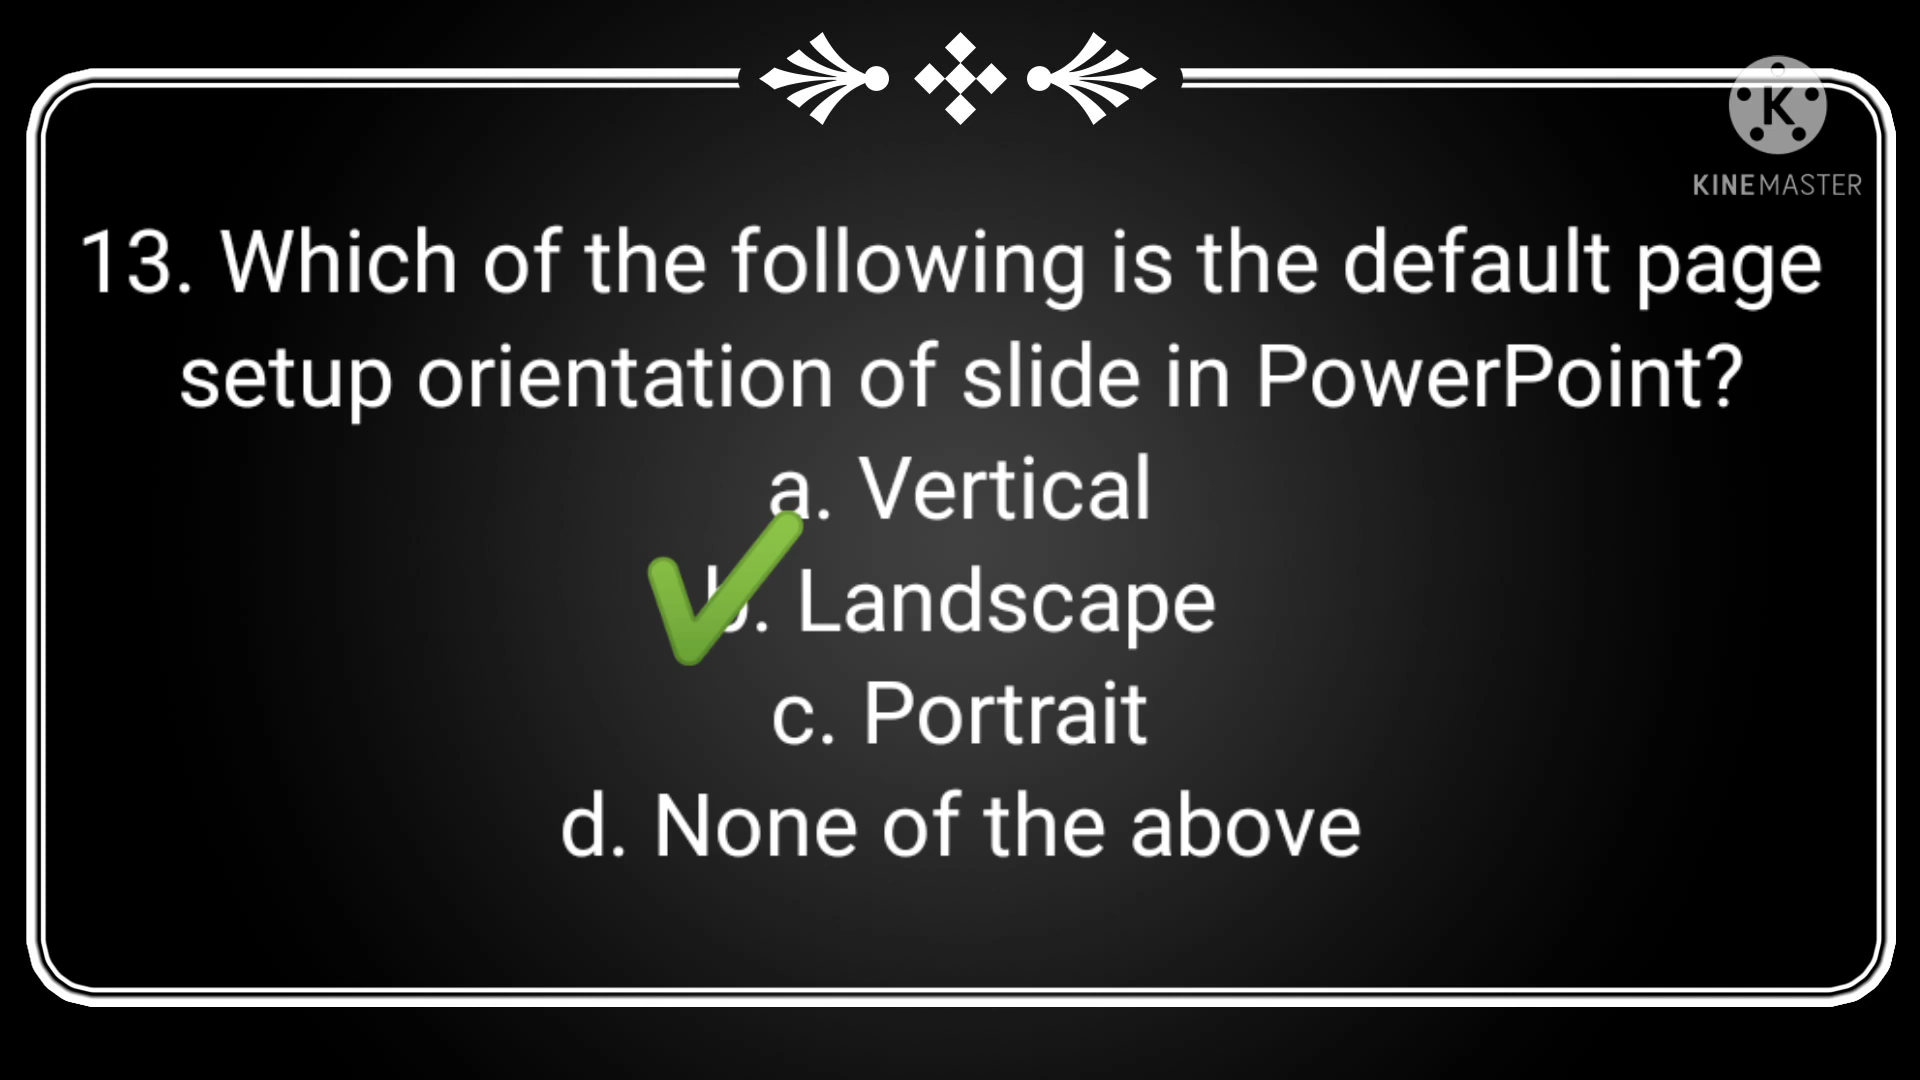 K
KINEMASTER
13. Which of the following is the default page
setup orientation of slide in PowerPoint?
a. Vertical
b. Landscape
c. Portrait
d. None of the above